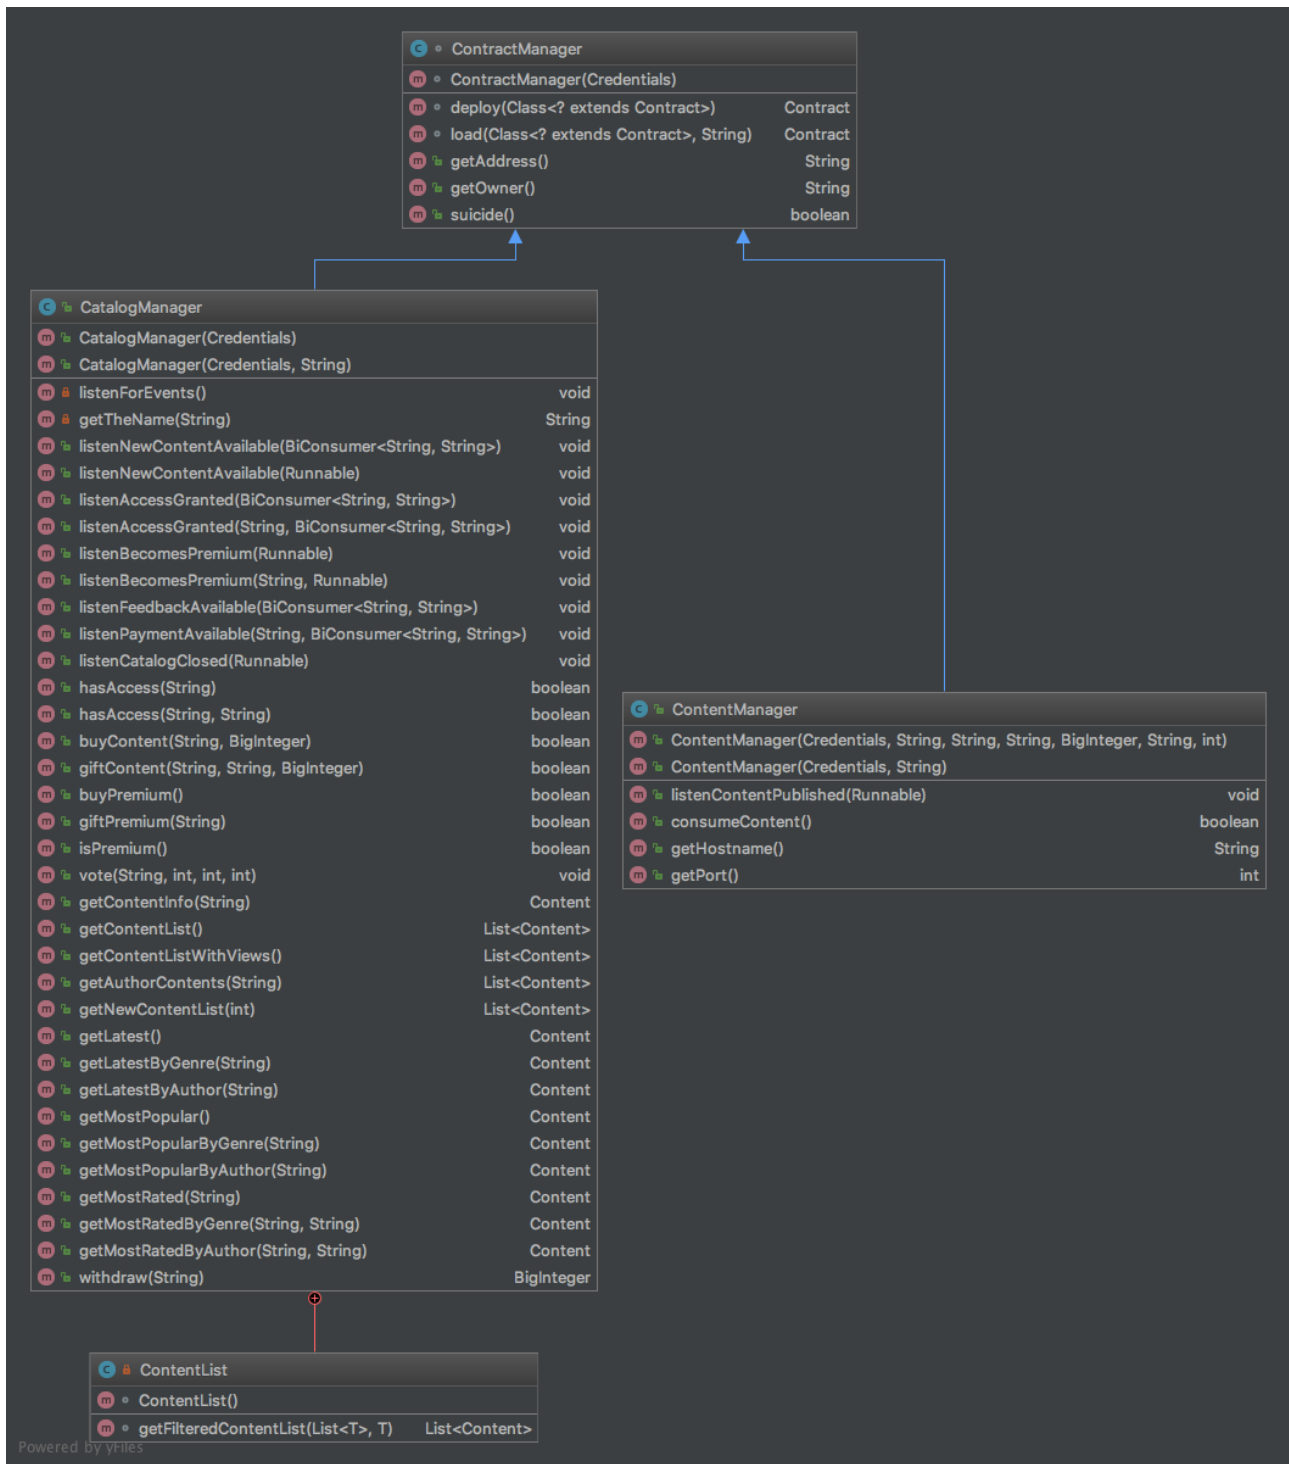 ContractManager
ContractManager(Credentials)
deploy(Class<? extends Contract>) Contract
load(Class<? extends Contract>, String) Contract
getAddress() String
getOwner() String
suicide() boolean
CatalogManager
CatalogManager(Credentials)
CatalogManager(Credentials, String)
listenForEvents() void
getTheName(String) String
listenNewContentAvailable(BiConsumer<String, String>) void
listenNewContentAvailable(Runnable) void
listenAccessGranted(BiConsumer<String, String>) void
listenAccessGranted(String, BiConsumer<String, String>) void
listenBecomesPremium(Runnable) void
listenBecomesPremium(String, Runnable) void
listenFeedbackAvailable(BiConsumer<String, String>) void
listenPaymentAvailable(String, BiConsumer<String, String>) void
listenCatalogClosed(Runnable) void
hasAccess(String) boolean
hasAccess(String, String) boolean
buyContent(String, BigInteger) boolean
giftContent(String, String, BigInteger) boolean
buyPremium() boolean
giftPremium(String) boolean
isPremium() boolean
vote(String, int, int, int) void
getContentInfo(String) Content
getContentList() List<Content>
getContentListWithViews() List<Content>
getAuthorContents(String) List<Content>
getNewContentList(int) List<Content>
getLatest() Content
getLatestByGenre(String) Content
getLatestByAuthor(String) Content
getMostPopular() Content
getMostPopularByGenre(String) Content
getMostPopularByAuthor(String) Content
getMostRated(String) Content
getMostRatedByGenre(String, String) Content
getMostRatedByAuthor(String, String) Content
withdraw(String) BigInteger
ContentManager
ContentManager(Credentials, String, String, String, BigInteger, String, int)
ContentManager(Credentials, String)
listenContentPublished(Runnable) void
consumeContent() boolean
getHostname() String
getPort() int
ContentList
ContentList()
getFilteredContentList(List<T>, T) List<Content>
Powered by yFiles